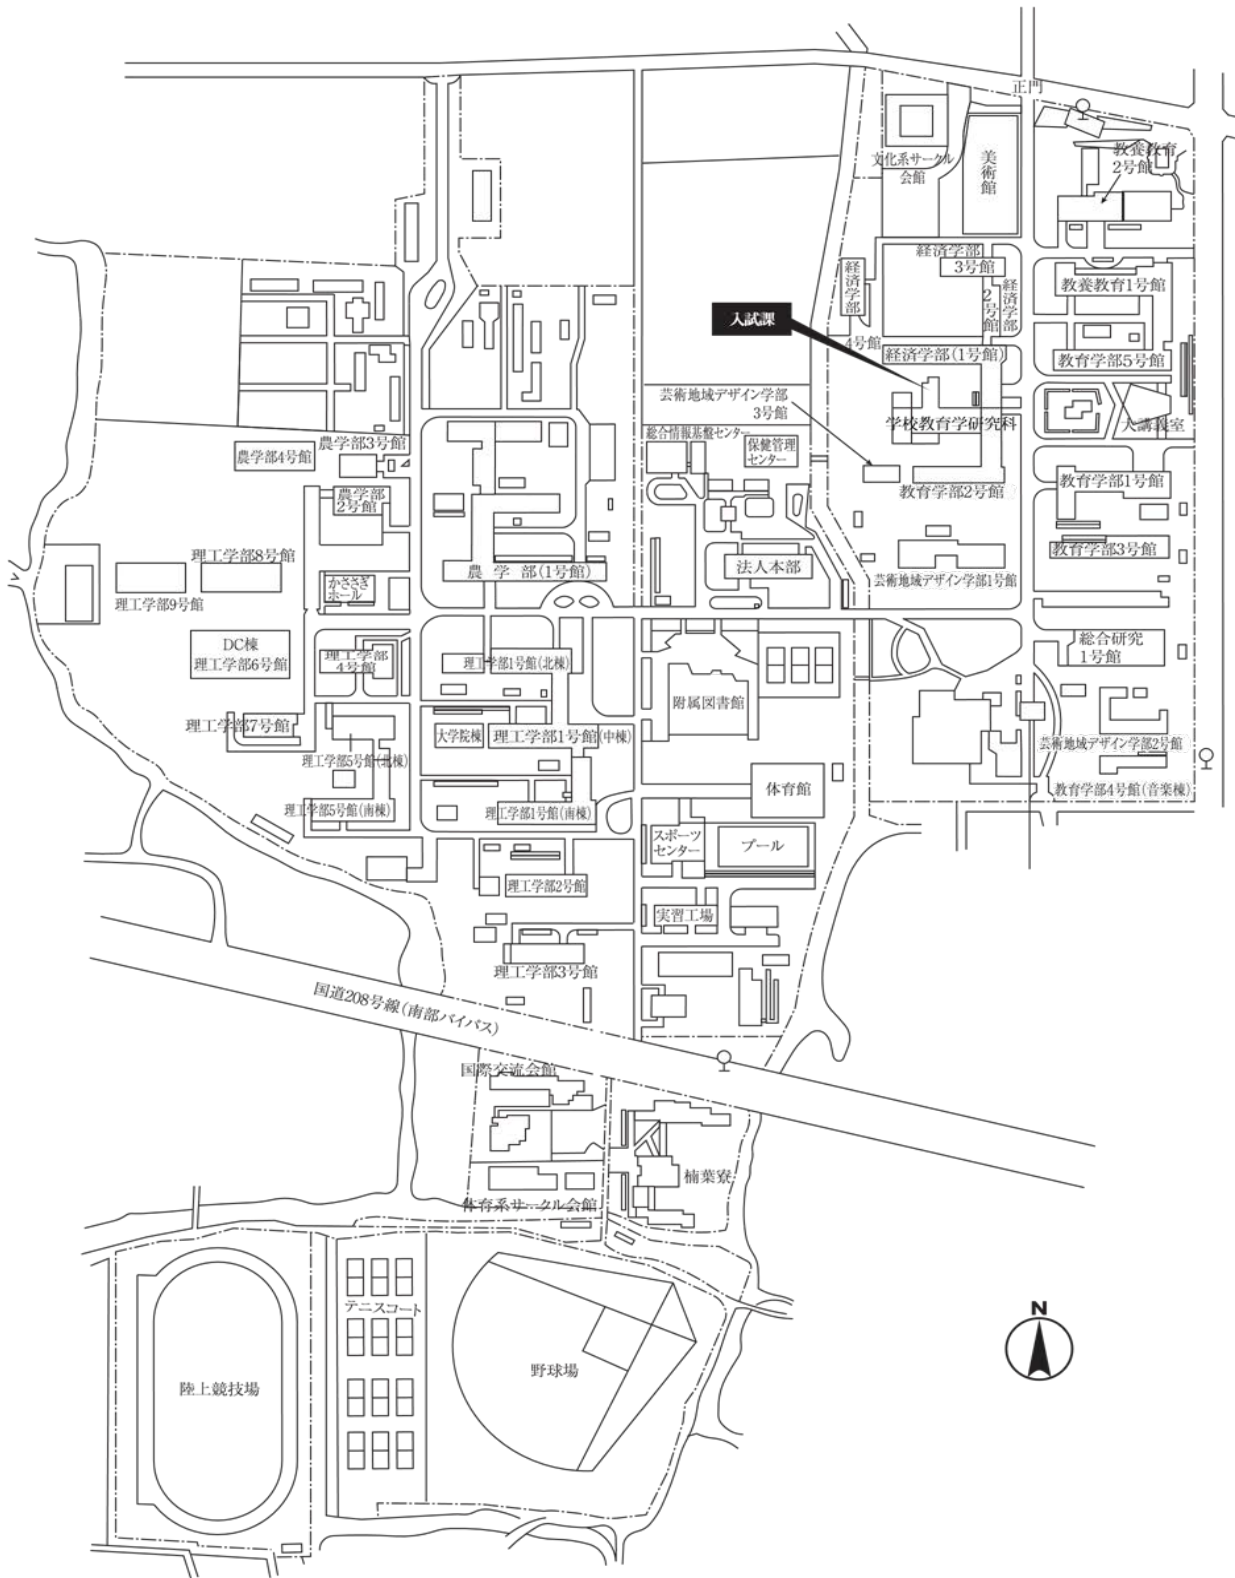 正門
教養教育
2号館
文化系サークル
会館
美術館
経済学部
3号館
経済学部
4号館
経済学部
2号館
教養教育1号館
入試課
経済学部(1号館)
教育学部5号館
芸術地域デザイン学部
3号館
学校教育学研究科
大講義室
総合情報基盤センター
保健管理
センター
農学部3号館
農学部4号館
農学部
2号館
教育学部2号館
教育学部1号館
教育学部3号館
理工学部8号館
農学部(1号館)
法人本部
芸術地域デザイン学部1号館
かささぎ
ホール
理工学部9号館
DC棟
理工学部6号館
理工学部
4号館
理工学部1号館(北棟)
総合研究
1号館
附属図書館
理工学部7号館
大学院棟
理工学部1号館(中棟)
芸術地域デザイン学部2号館
理工学部5号館(北棟)
体育館
教育学部4号館(音楽棟)
理工学部5号館(南棟)
理工学部1号館(南棟)
スポーツ
センター
プール
理工学部2号館
実習工場
理工学部3号館
国道208号線(南部バイパス)
国際交流会館
楠葉寮
体育系サークル会館
テニスコート
野球場
陸上競技場
N